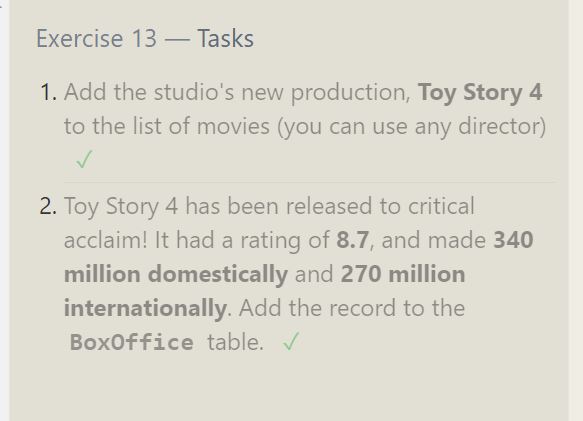 Exercise 13 — Tasks
1. Add the studio's new production, Toy Story 4
to the list of movies (you can use any director)
✓
2. Toy Story 4 has been released to critical
acclaim! It had a rating of 8.7, and made 340
million domestically and 270 million
internationally. Add the record to the
BoxOffice table. ✓